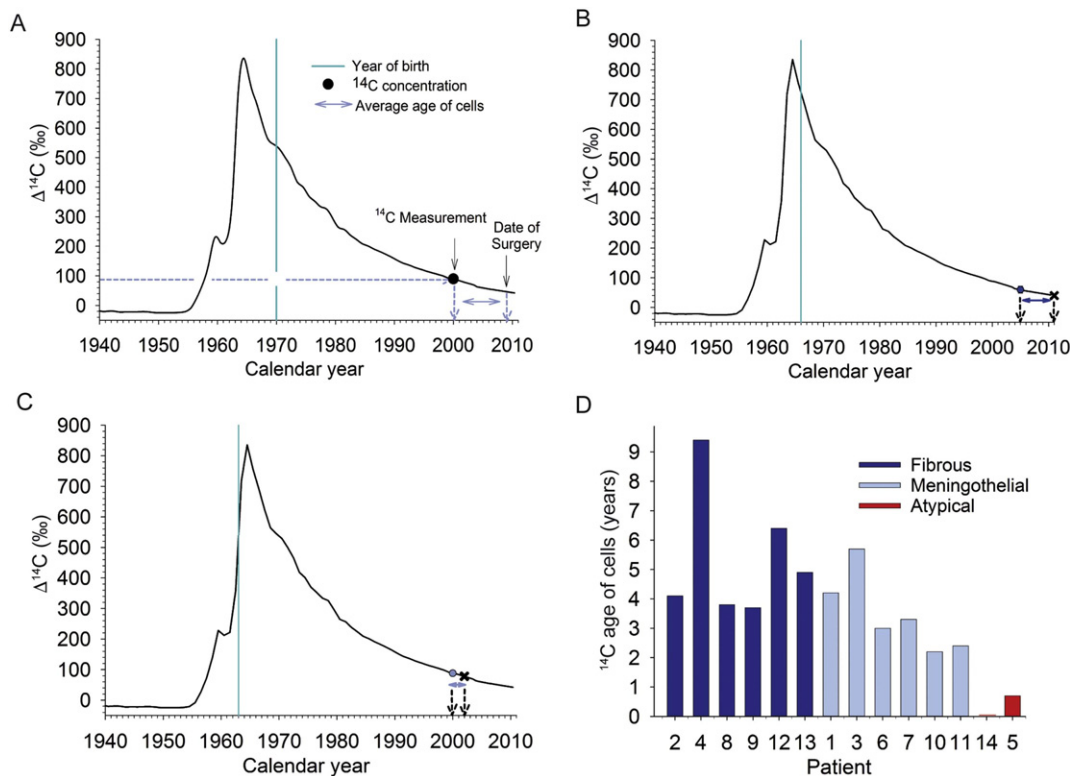 A
900
800
700
600
500
400
300
200
100
0
Δ¹⁴C (‰)
Year of birth
¹⁴C concentration
Average age of cells
¹⁴C Measurement
Date of
Surgery
1940 1950 1960 1970 1980 1990 2000 2010
Calendar year
B
900
800
700
600
500
400
300
200
100
0
Δ¹⁴C (‰)
1940 1950 1960 1970 1980 1990 2000 2010
Calendar year
C
900
800
700
600
500
400
300
200
100
0
Δ¹⁴C (‰)
1940 1950 1960 1970 1980 1990 2000 2010
Calendar year
D
9
8
7
6
5
4
3
2
1
0
¹⁴C age of cells (years)
Fibrous
Meningothelial
Atypical
2 4 8 9 12 13 1 3 6 7 10 11 14 5
Patient